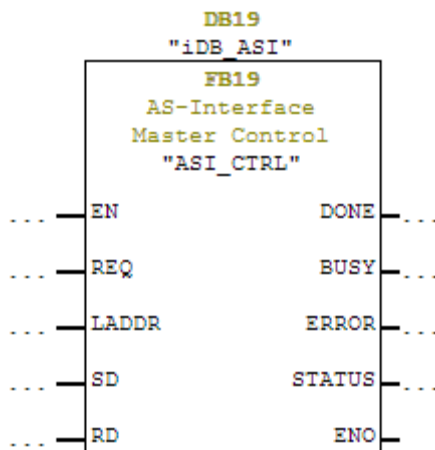 DB19
"iDB_ASI"
FB19
AS-Interface
Master Control
"ASI_CTRL"
... EN DONE ...
... REQ BUSY ...
... LADDR ERROR ...
... SD STATUS ...
... RD ENO